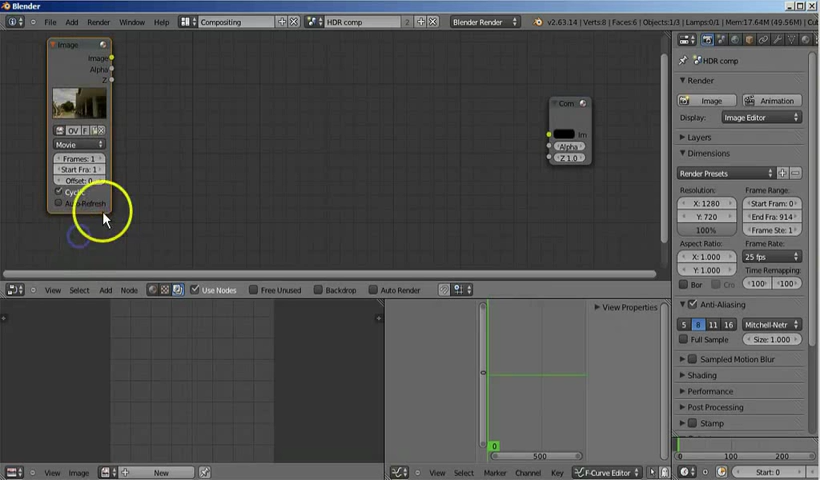 Blender
File Add Render Window Help Compositing HDR comp 2 Blender Render v2.63.14 | Verts:8 | Faces:6 | Objects:1/3 | Lamps:0/1 | Mem:17.64M (49.56M)
HDR comp
Image
Image
Alpha
Z
OV F
Movie
Frames: 1
Start Fra: 1
Offset: 0
Cyclic
Auto-Refresh
Com
Im
Alpha
Z 1.0
Render
Image Animation
Display: Image Editor
Layers
Dimensions
Render Presets
Resolution: Frame Range:
X: 1280 Start Fram: 0
Y: 720 End Fra: 914
100% Frame Ste: 1
Aspect Ratio: Frame Rate:
X: 1.000 25 fps
Y: 1.000 Time Remapping:
Bor Cro 100 100
Anti-Aliasing
5 8 11 16 Mitchell-Netr
Full Sample Size: 1.000
Sampled Motion Blur
Shading
Performance
Post Processing
Stamp
View Select Add Node Use Nodes Free Unused Backdrop Auto Render
View Properties
0
500
View Image New
View Select Marker Channel Key F-Curve Editor
0 100 200
Start: 0